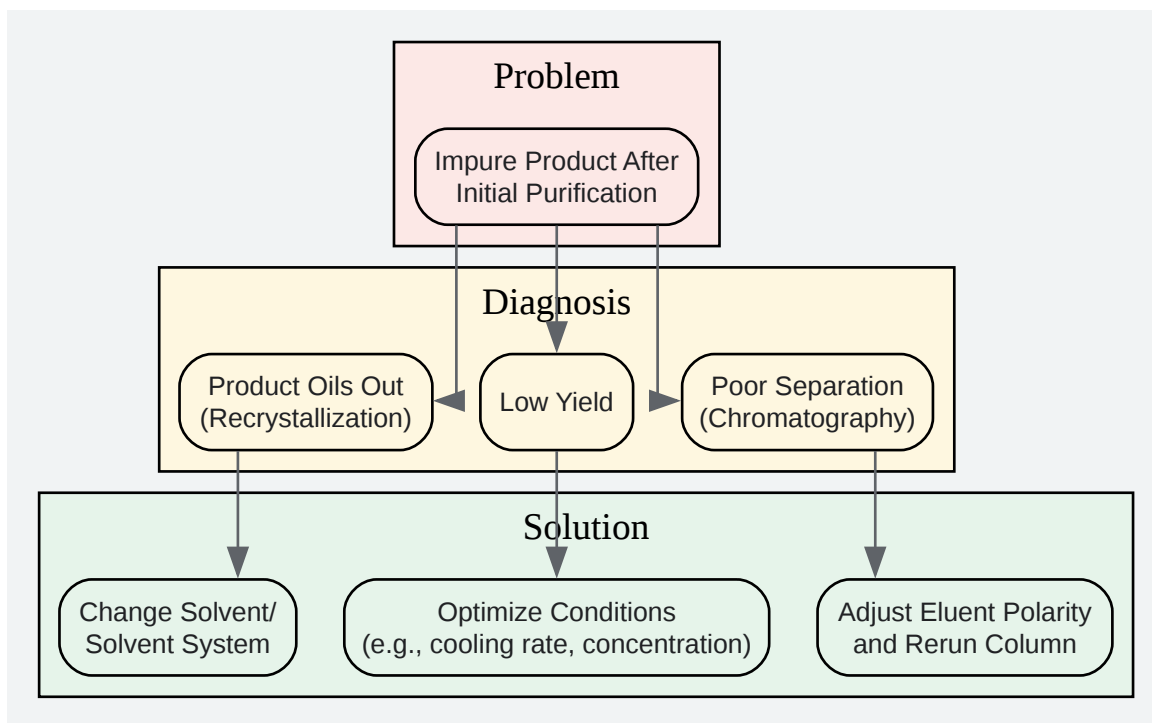 Problem
Impure Product After
Initial Purification
Diagnosis
Product Oils Out
(Recrystallization)
Low Yield
Poor Separation
(Chromatography)
Solution
Change Solvent/
Solvent System
Optimize Conditions
(e.g., cooling rate, concentration)
Adjust Eluent Polarity
and Rerun Column